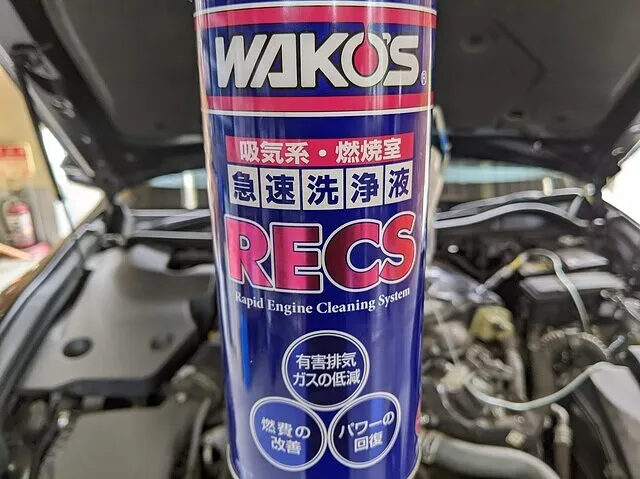 WAKO'S®
吸気系・燃焼室
急速洗浄液
RECS
Rapid Engine Cleaning System
有害排気
ガスの低減
燃費の
改善
パワーの
回復